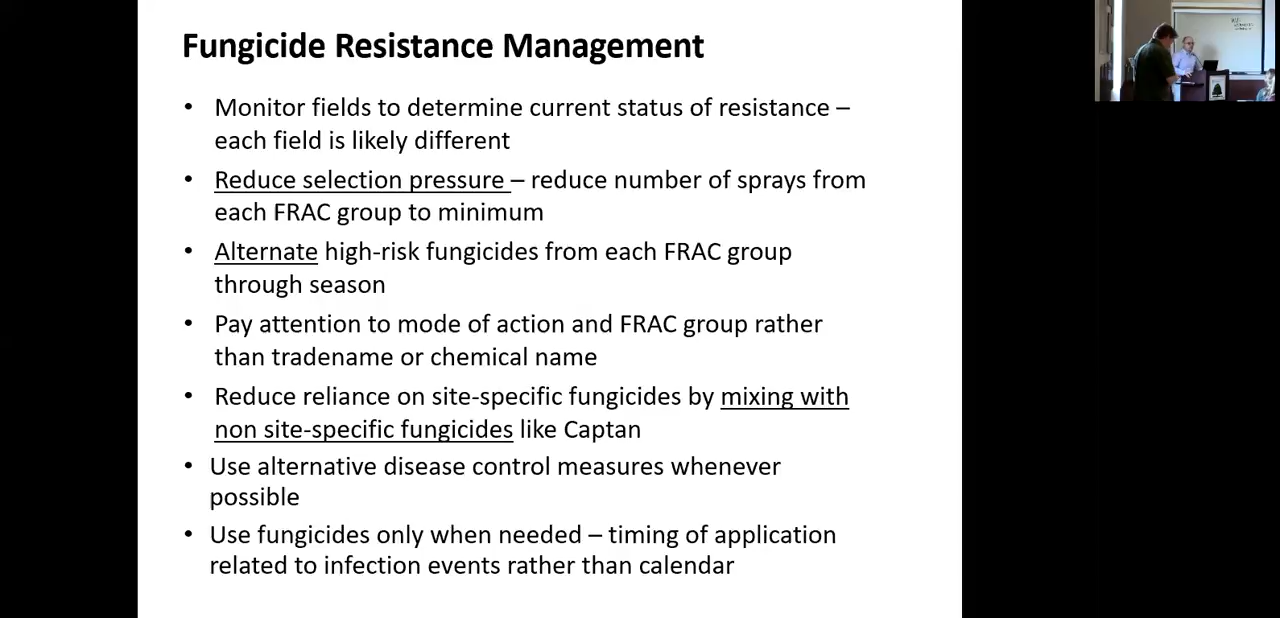 Fungicide Resistance Management
• Monitor fields to determine current status of resistance –
each field is likely different
• Reduce selection pressure – reduce number of sprays from
each FRAC group to minimum
• Alternate high-risk fungicides from each FRAC group
through season
• Pay attention to mode of action and FRAC group rather
than tradename or chemical name
• Reduce reliance on site-specific fungicides by mixing with
non site-specific fungicides like Captan
• Use alternative disease control measures whenever
possible
• Use fungicides only when needed – timing of application
related to infection events rather than calendar